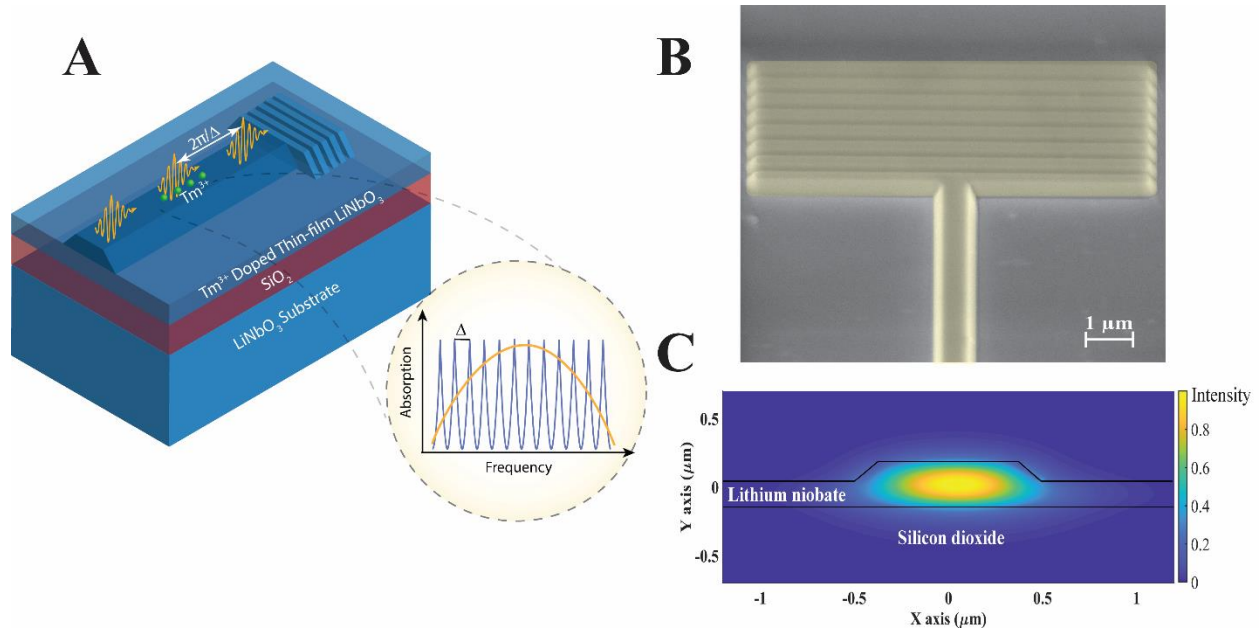 A
2π/Δ
Tm³⁺
Tm³⁺ Doped Thin-film LiNbO₃
SiO₂
LiNbO₃ Substrate
Δ
Absorption
Frequency
B
1 μm
C
Intensity
0.5
0
-0.5
Y axis (μm)
Lithium niobate
Silicon dioxide
-1
-0.5
0
0.5
1
X axis (μm)
0.8
0.6
0.4
0.2
0